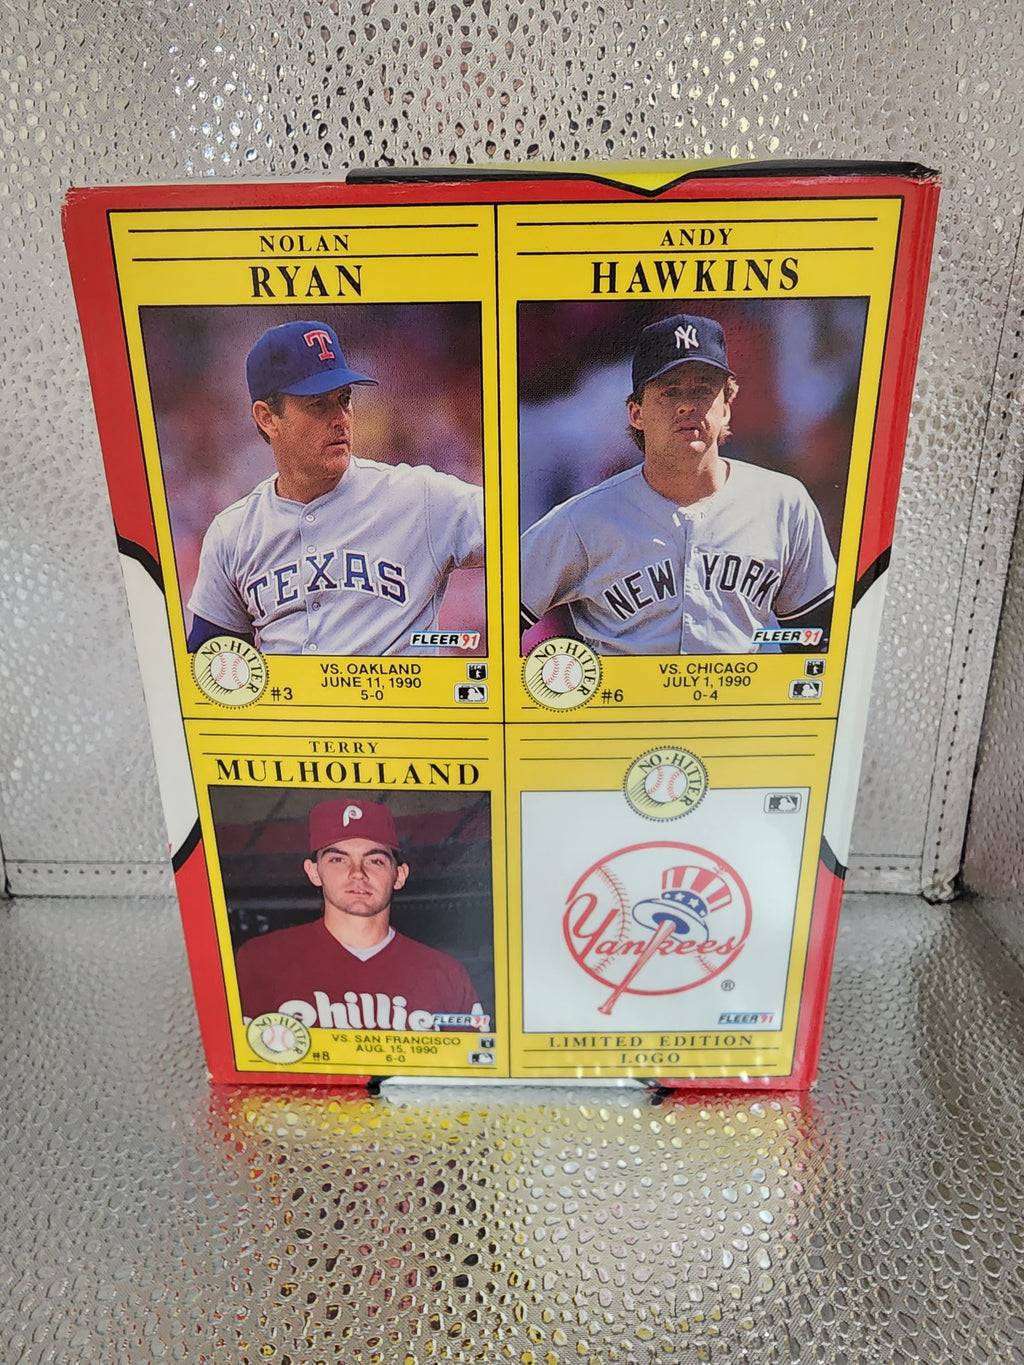 NOLAN
RYAN
T
TEXAS
FLEER 91
NO-HITTER
#3
VS. OAKLAND
JUNE 11, 1990
5-0
ANDY
HAWKINS
NY
NEW YORK
FLEER 91
NO-HITTER
#6
VS. CHICAGO
JULY 1, 1990
0-4
TERRY
MULHOLLAND
P
phillie
FLEER 91
NO-HITTER
#8
VS. SAN FRANCISCO
AUG. 15, 1990
6-0
NO-HITTER
Yankees
®
FLEER 91
LIMITED EDITION
LOGO